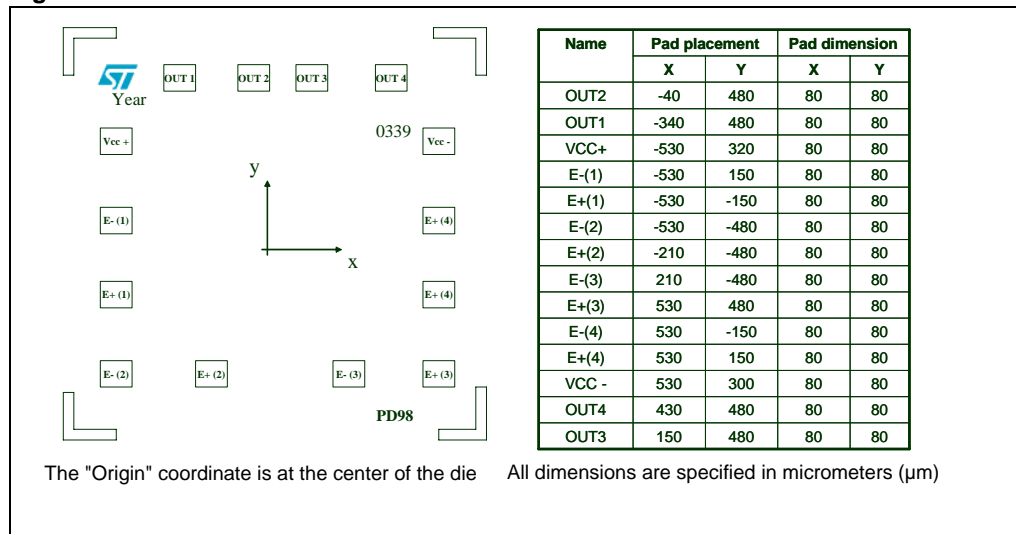 ST
Year
OUT 1
OUT 2
OUT 3
OUT 4
Vcc +
0339
Vcc -
y
E- (1)
E+ (4)
x
E+ (1)
E+ (4)
E- (2)
E+ (2)
E- (3)
E+ (3)
PD98
The "Origin" coordinate is at the center of the die
Name Pad placement Pad dimension
X Y X Y
OUT2 -40 480 80 80
OUT1 -340 480 80 80
VCC+ -530 320 80 80
E-(1) -530 150 80 80
E+(1) -530 -150 80 80
E-(2) -530 -480 80 80
E+(2) -210 -480 80 80
E-(3) 210 -480 80 80
E+(3) 530 480 80 80
E-(4) 530 -150 80 80
E+(4) 530 150 80 80
VCC - 530 300 80 80
OUT4 430 480 80 80
OUT3 150 480 80 80
All dimensions are specified in micrometers (µm)